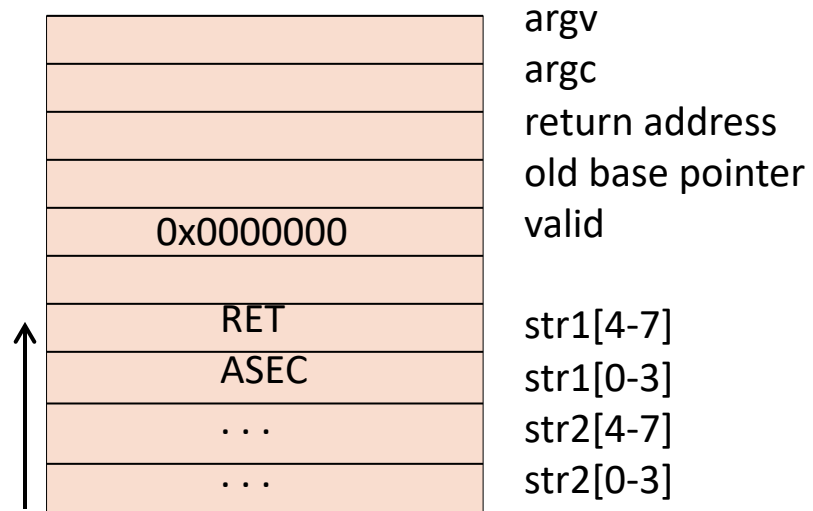 argv
argc
return address
old base pointer
0x0000000 valid
RET str1[4-7]
ASEC str1[0-3]
. . . str2[4-7]
. . . str2[0-3]